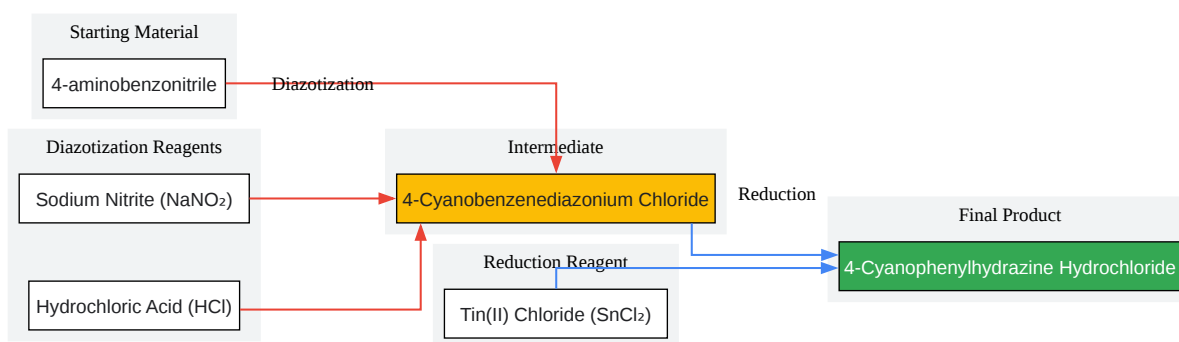 Starting Material
4-aminobenzonitrile
Diazotization
Diazotization Reagents
Sodium Nitrite (NaNO₂)
Hydrochloric Acid (HCl)
Intermediate
4-Cyanobenzenediazonium Chloride
Reduction
Reduction Reagent
Tin(II) Chloride (SnCl₂)
Final Product
4-Cyanophenylhydrazine Hydrochloride